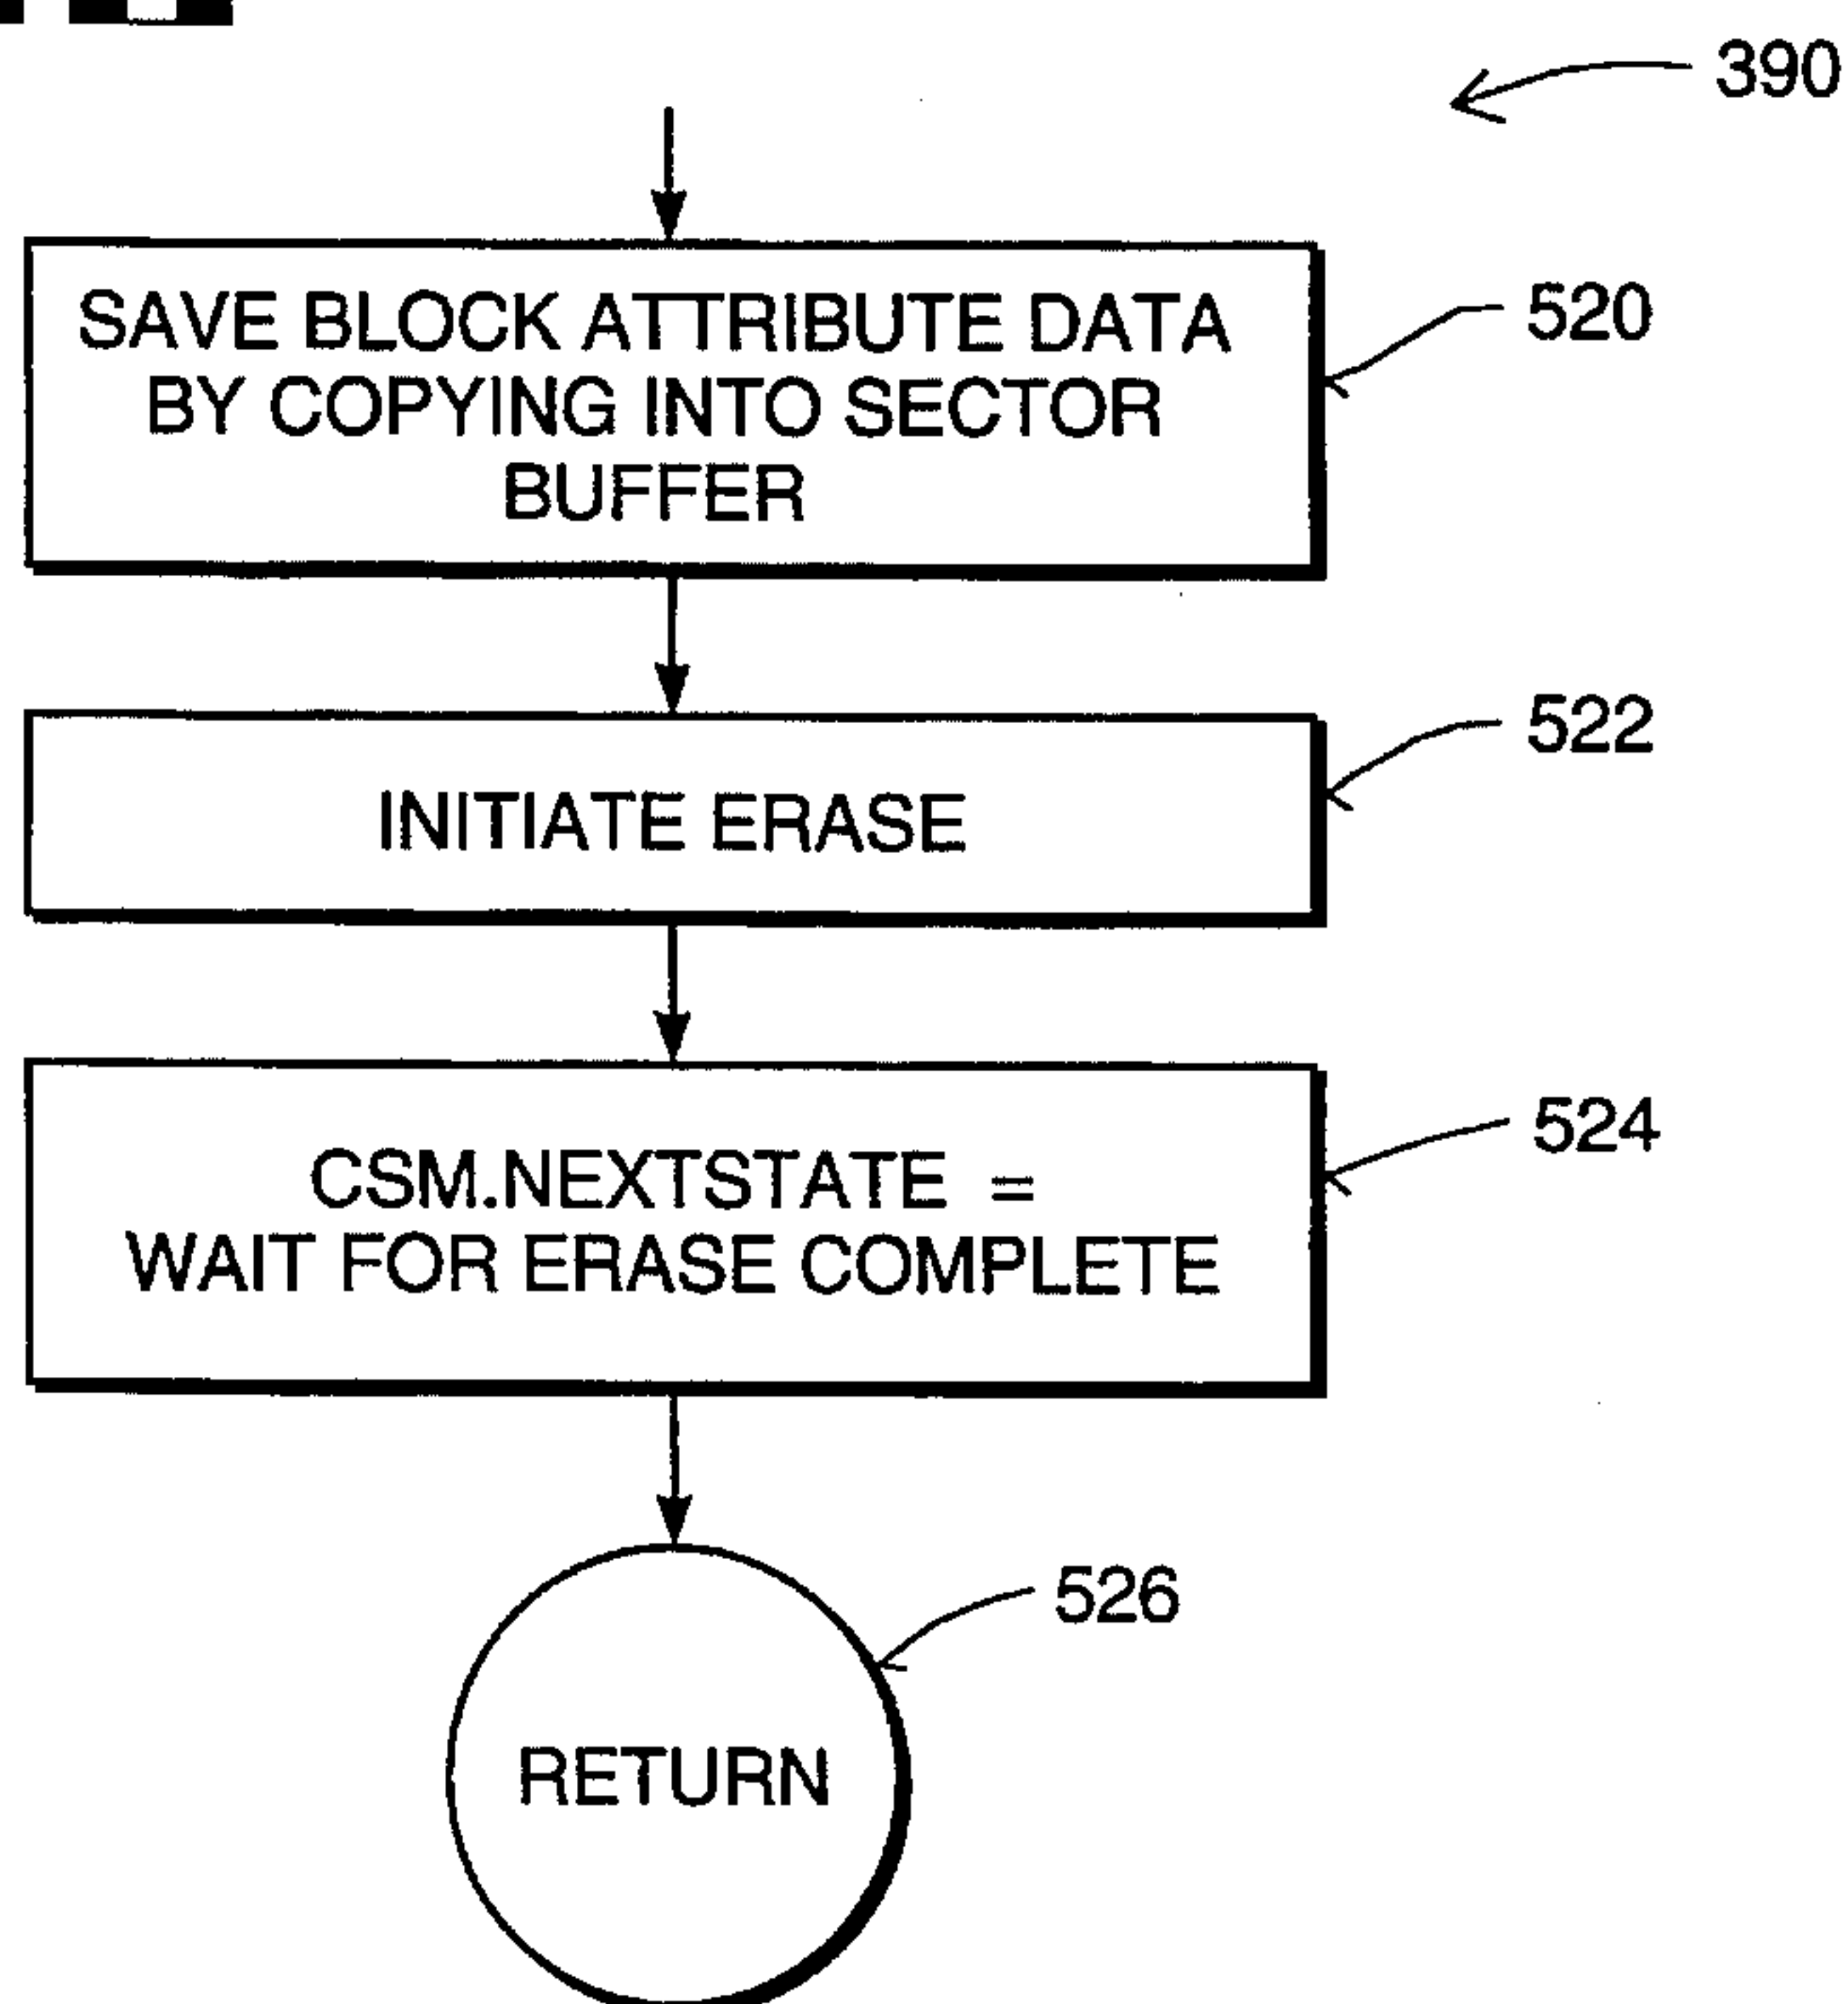 390
SAVE BLOCK ATTRIBUTE DATA
BY COPYING INTO SECTOR
BUFFER
520
INITIATE ERASE
522
CSM.NEXTSTATE =
WAIT FOR ERASE COMPLETE
524
RETURN
526